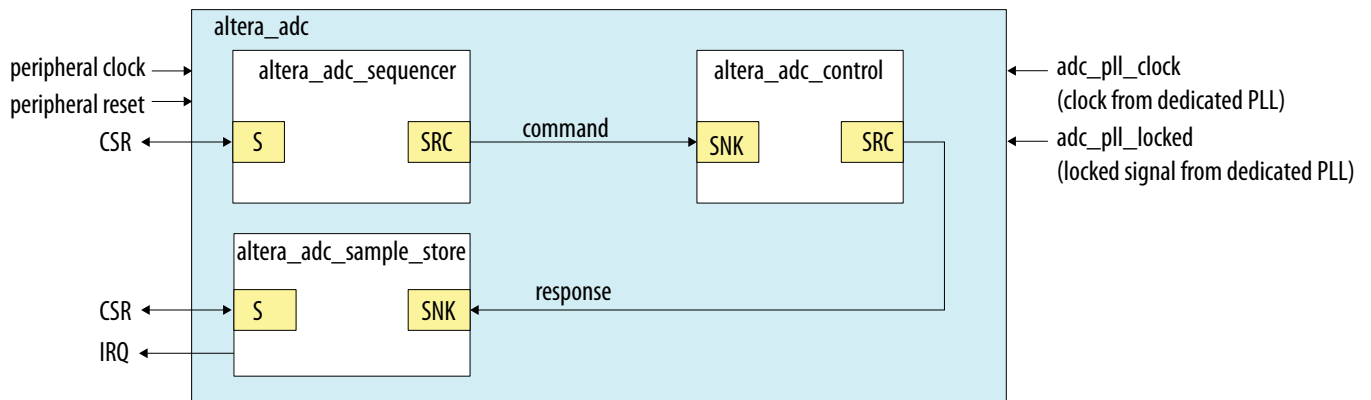 altera_adc
peripheral clock
peripheral reset
CSR
altera_adc_sequencer
S
SRC
command
altera_adc_control
SNK
SRC
adc_pll_clock
(clock from dedicated PLL)
adc_pll_locked
(locked signal from dedicated PLL)
altera_adc_sample_store
CSR
S
SNK
response
IRQ